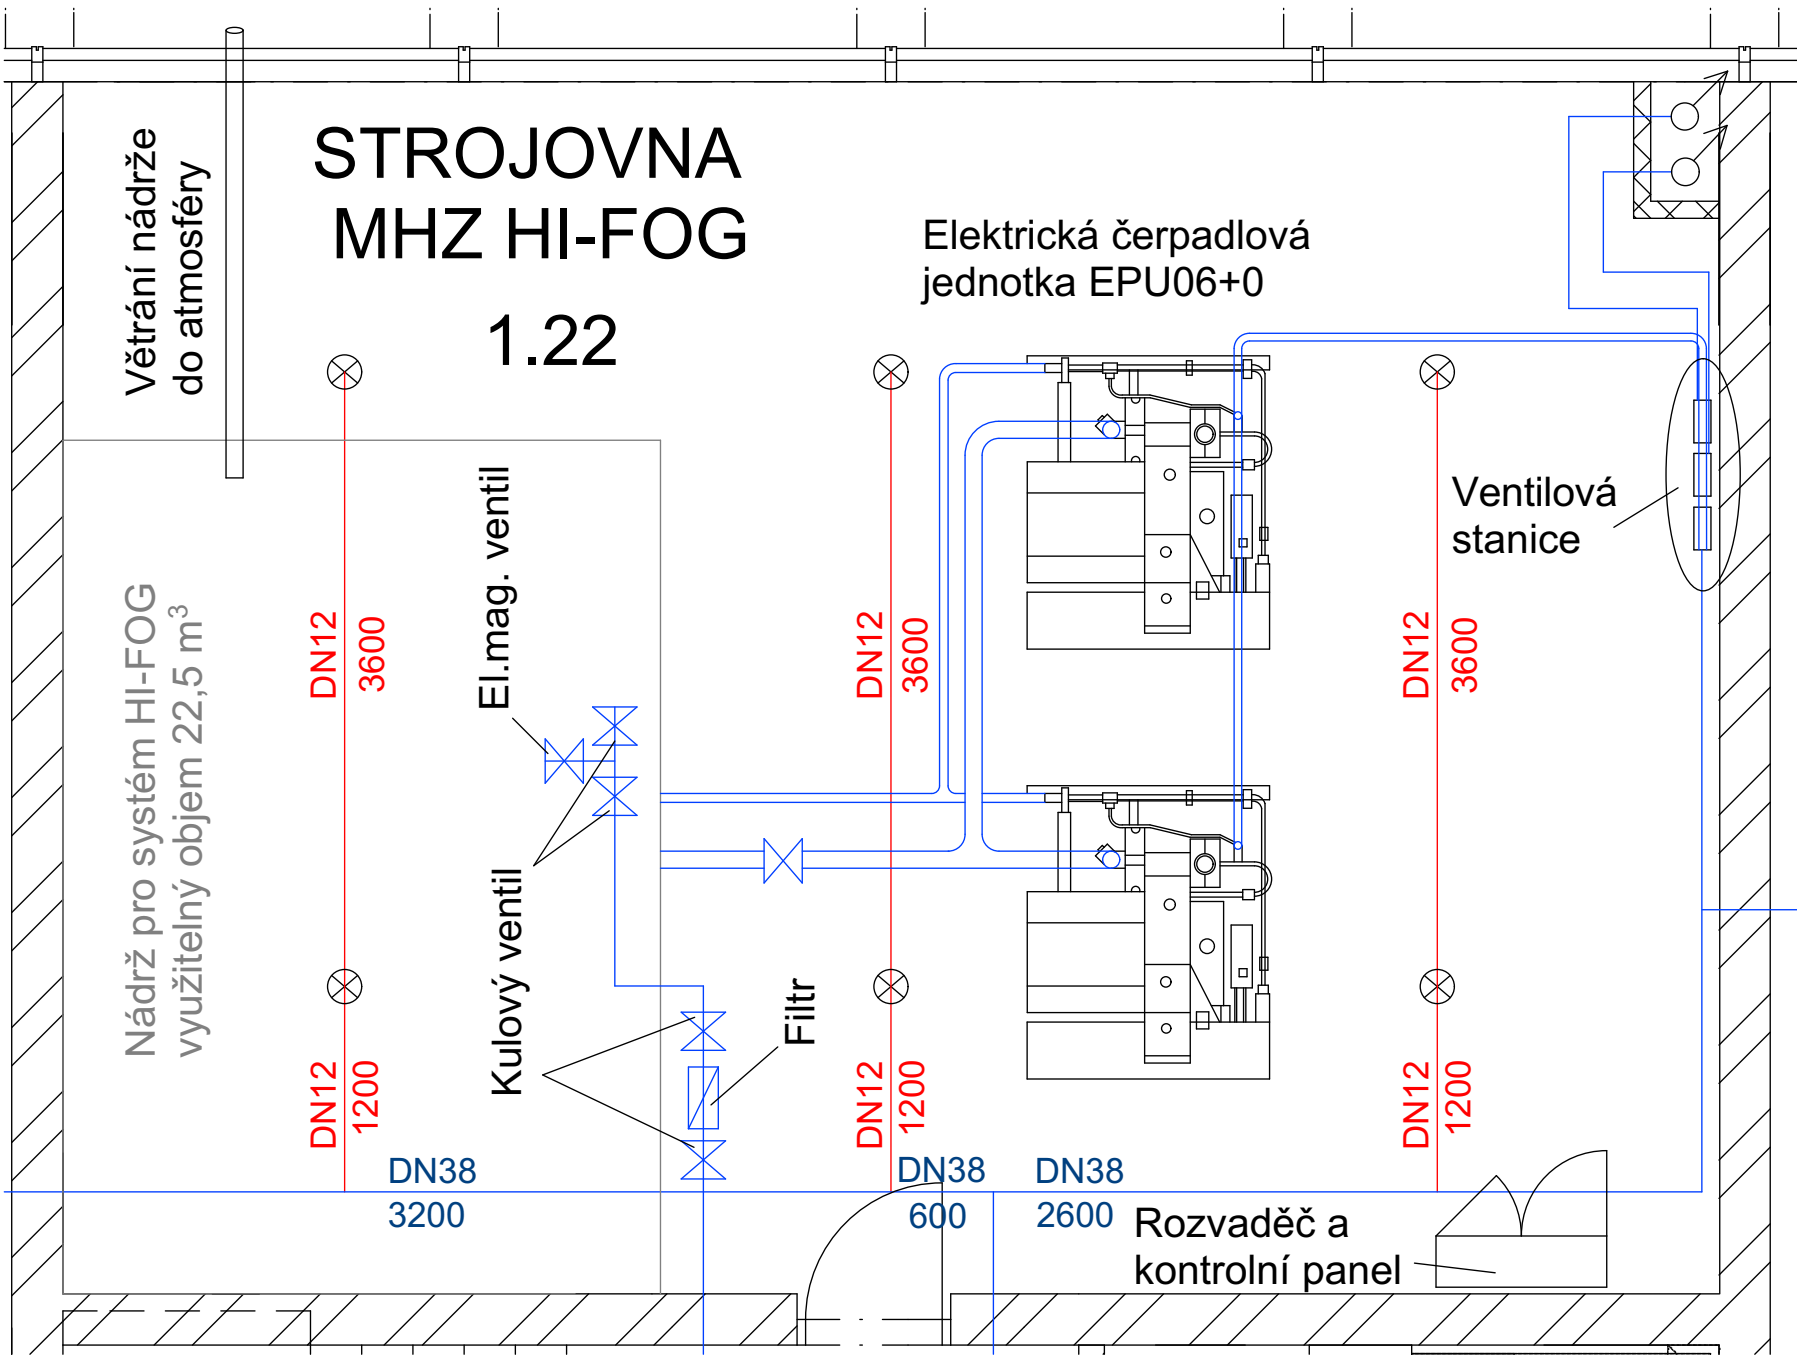 STROJOVNA
MHZ HI-FOG
1.22
Větrání nádrže
do atmosféry
Elektrická čerpadlová
jednotka EPU06+0
Ventilová
stanice
El.mag. ventil
Nádrž pro systém HI-FOG
využitelný objem 22,5 m³
DN12
3600
DN12
3600
DN12
3600
Kulový ventil
Filtr
DN12
1200
DN12
1200
DN12
1200
DN38
3200
DN38
600
DN38
2600
Rozvaděč a
kontrolní panel